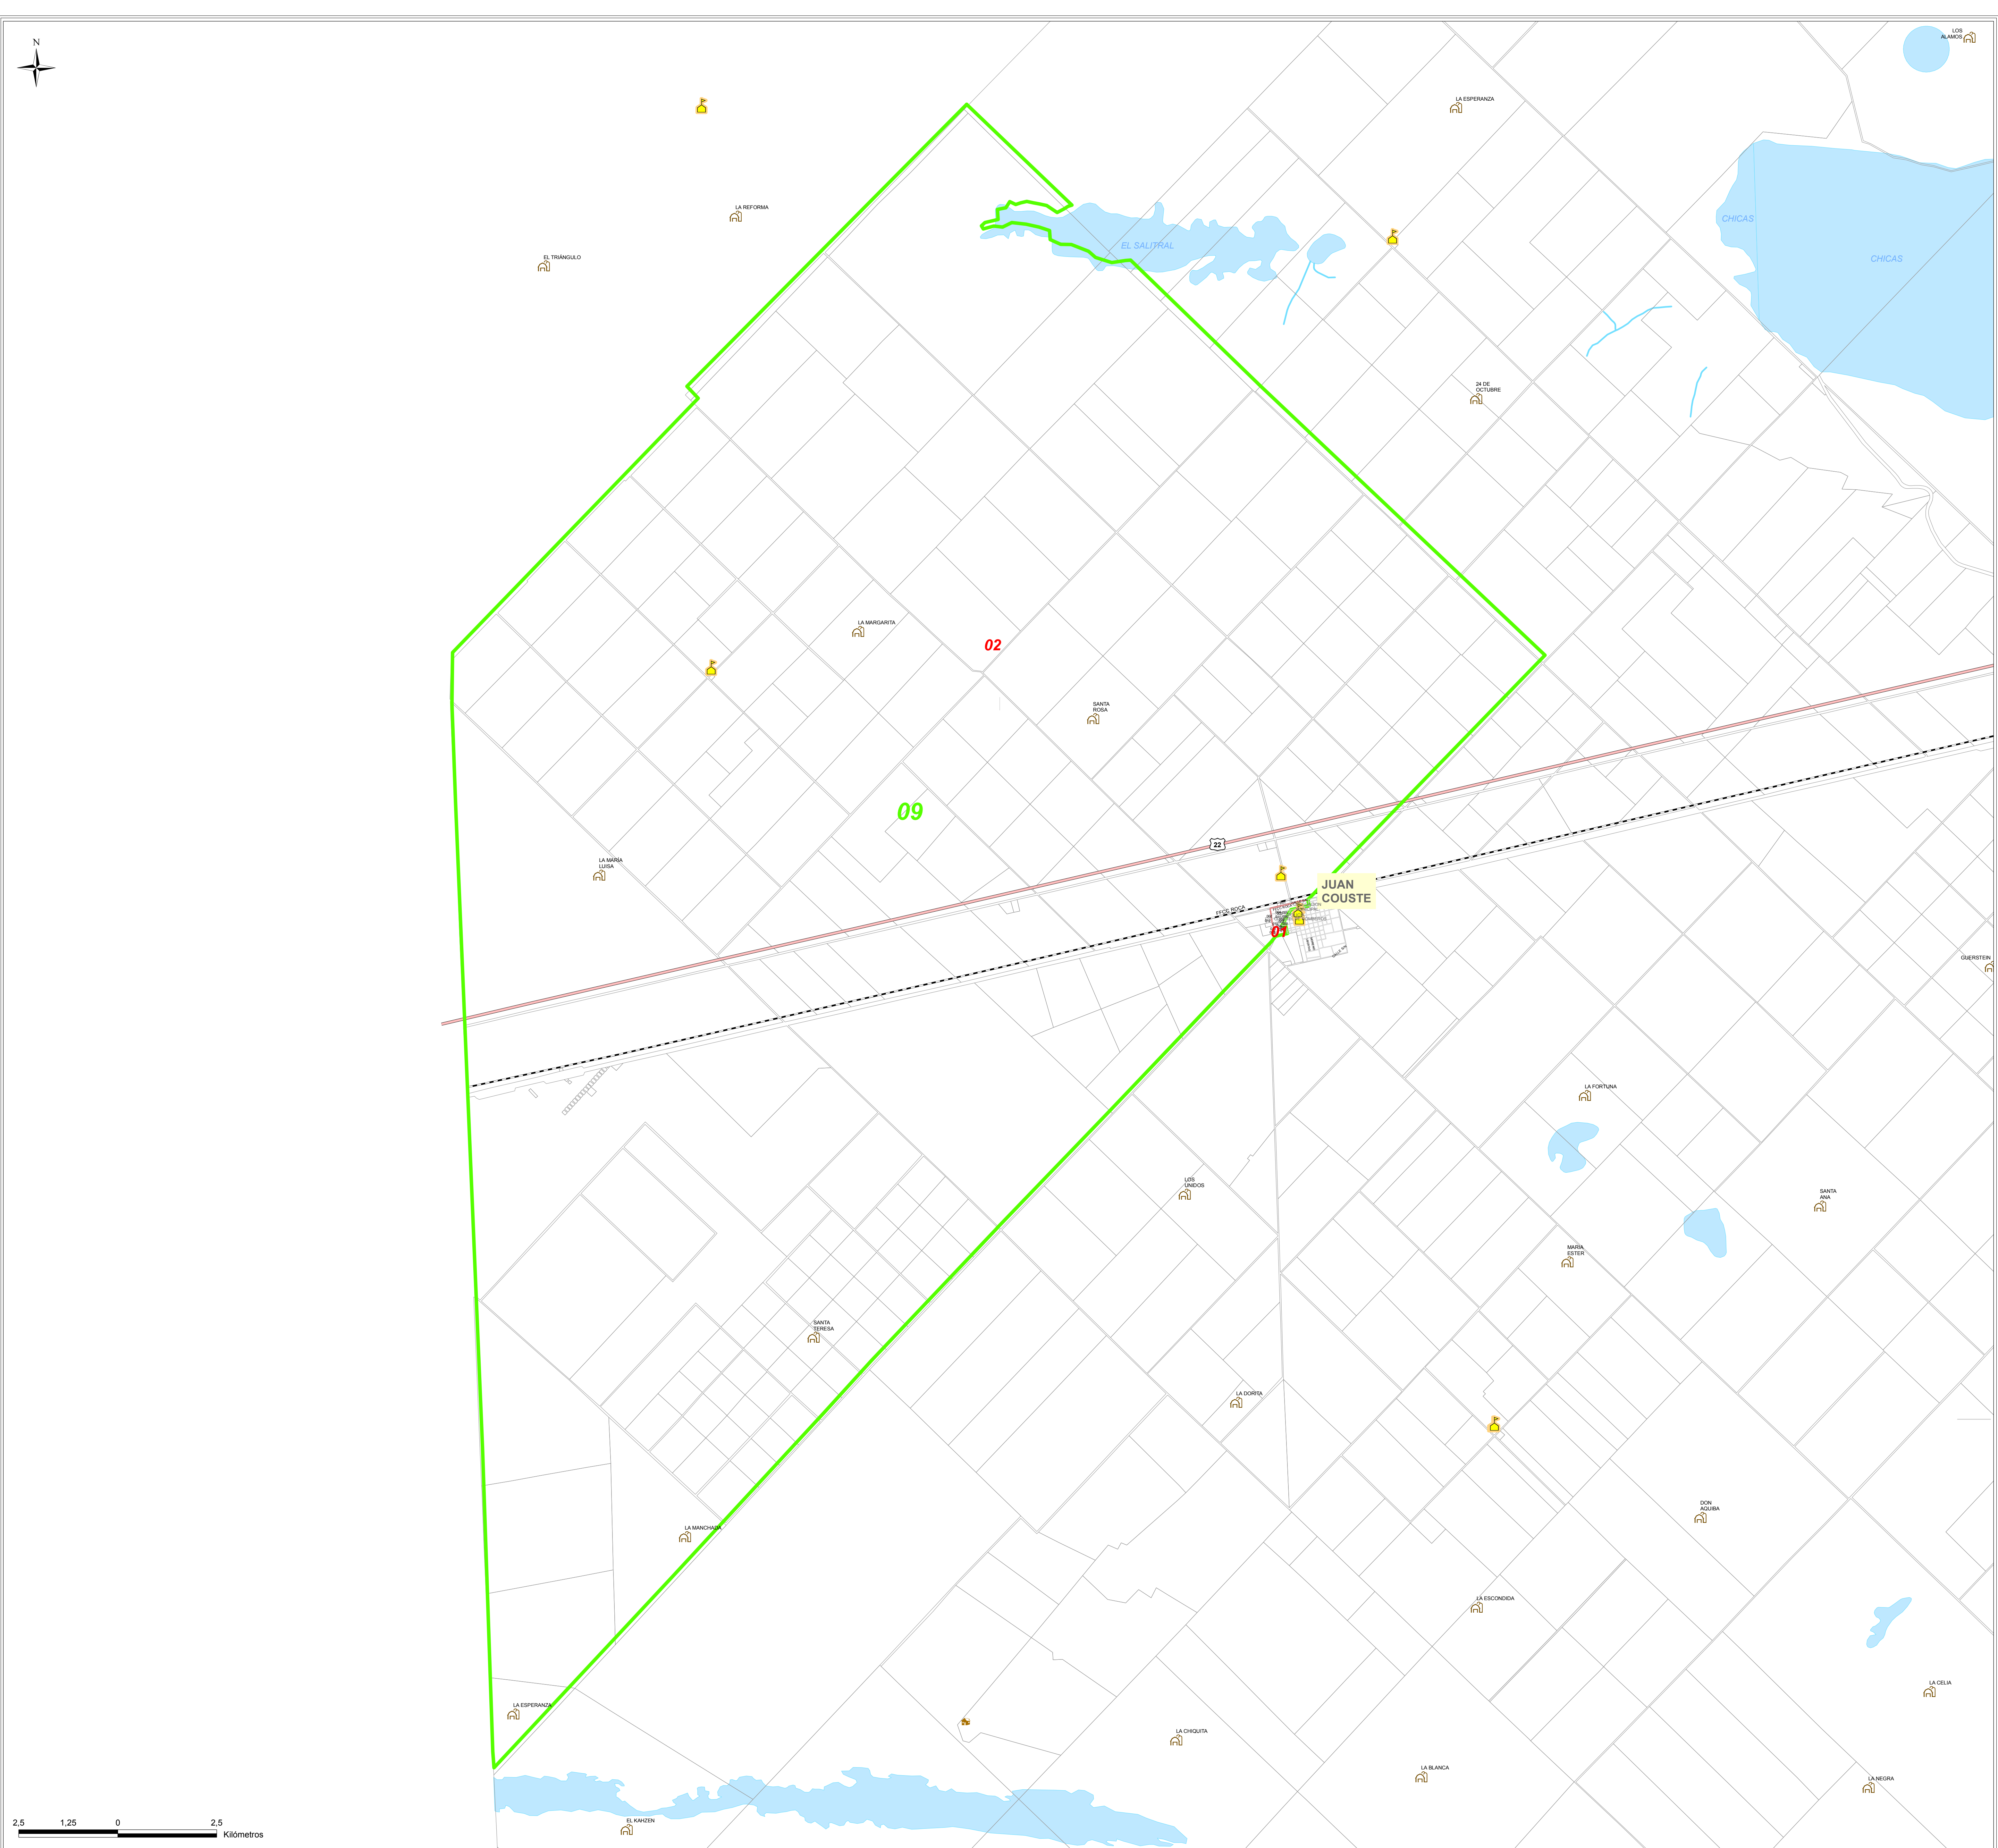 N
LOS
ALAMOS
LA ESPERANZA
LA REFORMA
CHICAS
EL SALITRAL
CHICAS
EL TRIÁNGULO
24 DE
OCTUBRE
LA MARGARITA
02
SANTA
ROSA
09
22
LA MARÍA
LUISA
JUAN
COUSTE
FFCC ROCA
01
GUERSTEIN
LA FORTUNA
LOS
UNIDOS
SANTA
ANA
MARIA
ESTER
SANTA
TERESA
LA DORITA
DON
AQUIBA
LA MANCHADA
LA ESCONDIDA
LA CELIA
LA ESPERANZA
LA CHIQUITA
LA BLANCA
LA NEGRA
EL KAHZEN
2,5 1,25 0 2,5
Kilómetros